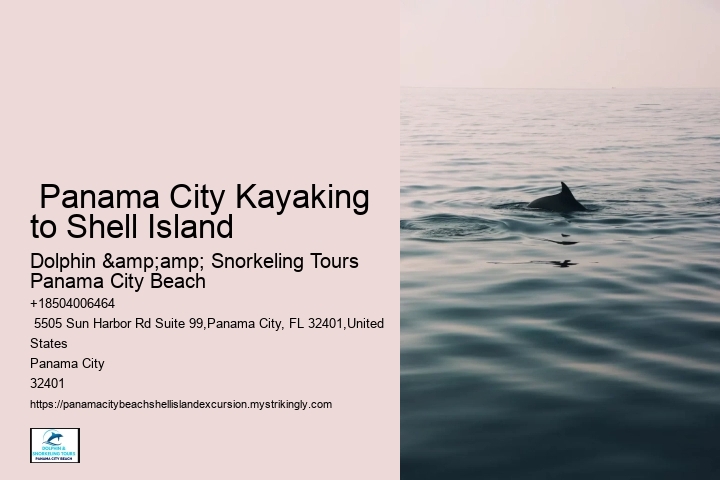 Panama City Kayaking
to Shell Island
Dolphin &amp;amp; Snorkeling Tours
Panama City Beach
+18504006464
5505 Sun Harbor Rd Suite 99,Panama City, FL 32401,United
States
Panama City
32401
https://panamacitybeachshellislandexcursion.mystrikingly.com
DOLPHIN &
SNORKELING TOURS
PANAMA CITY BEACH